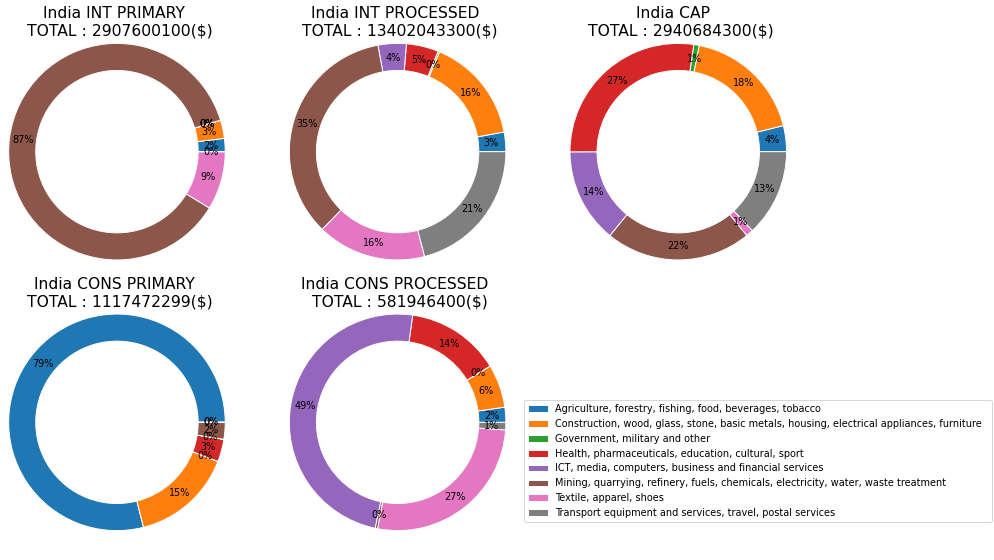 India INT PRIMARY
TOTAL : 2907600100($)
87%
0%
0%
3%
2%
0%
9%
India INT PROCESSED
TOTAL : 13402043300($)
4%
5%
0%
16%
35%
3%
21%
16%
India CAP
TOTAL : 2940684300($)
1%
27%
18%
4%
14%
13%
1%
22%
India CONS PRIMARY
TOTAL : 1117472299($)
79%
0%
2%
0%
3%
0%
15%
India CONS PROCESSED
TOTAL : 581946400($)
14%
0%
6%
49%
2%
1%
27%
0%
Agriculture, forestry, fishing, food, beverages, tobacco
Construction, wood, glass, stone, basic metals, housing, electrical appliances, furniture
Government, military and other
Health, pharmaceuticals, education, cultural, sport
ICT, media, computers, business and financial services
Mining, quarrying, refinery, fuels, chemicals, electricity, water, waste treatment
Textile, apparel, shoes
Transport equipment and services, travel, postal services